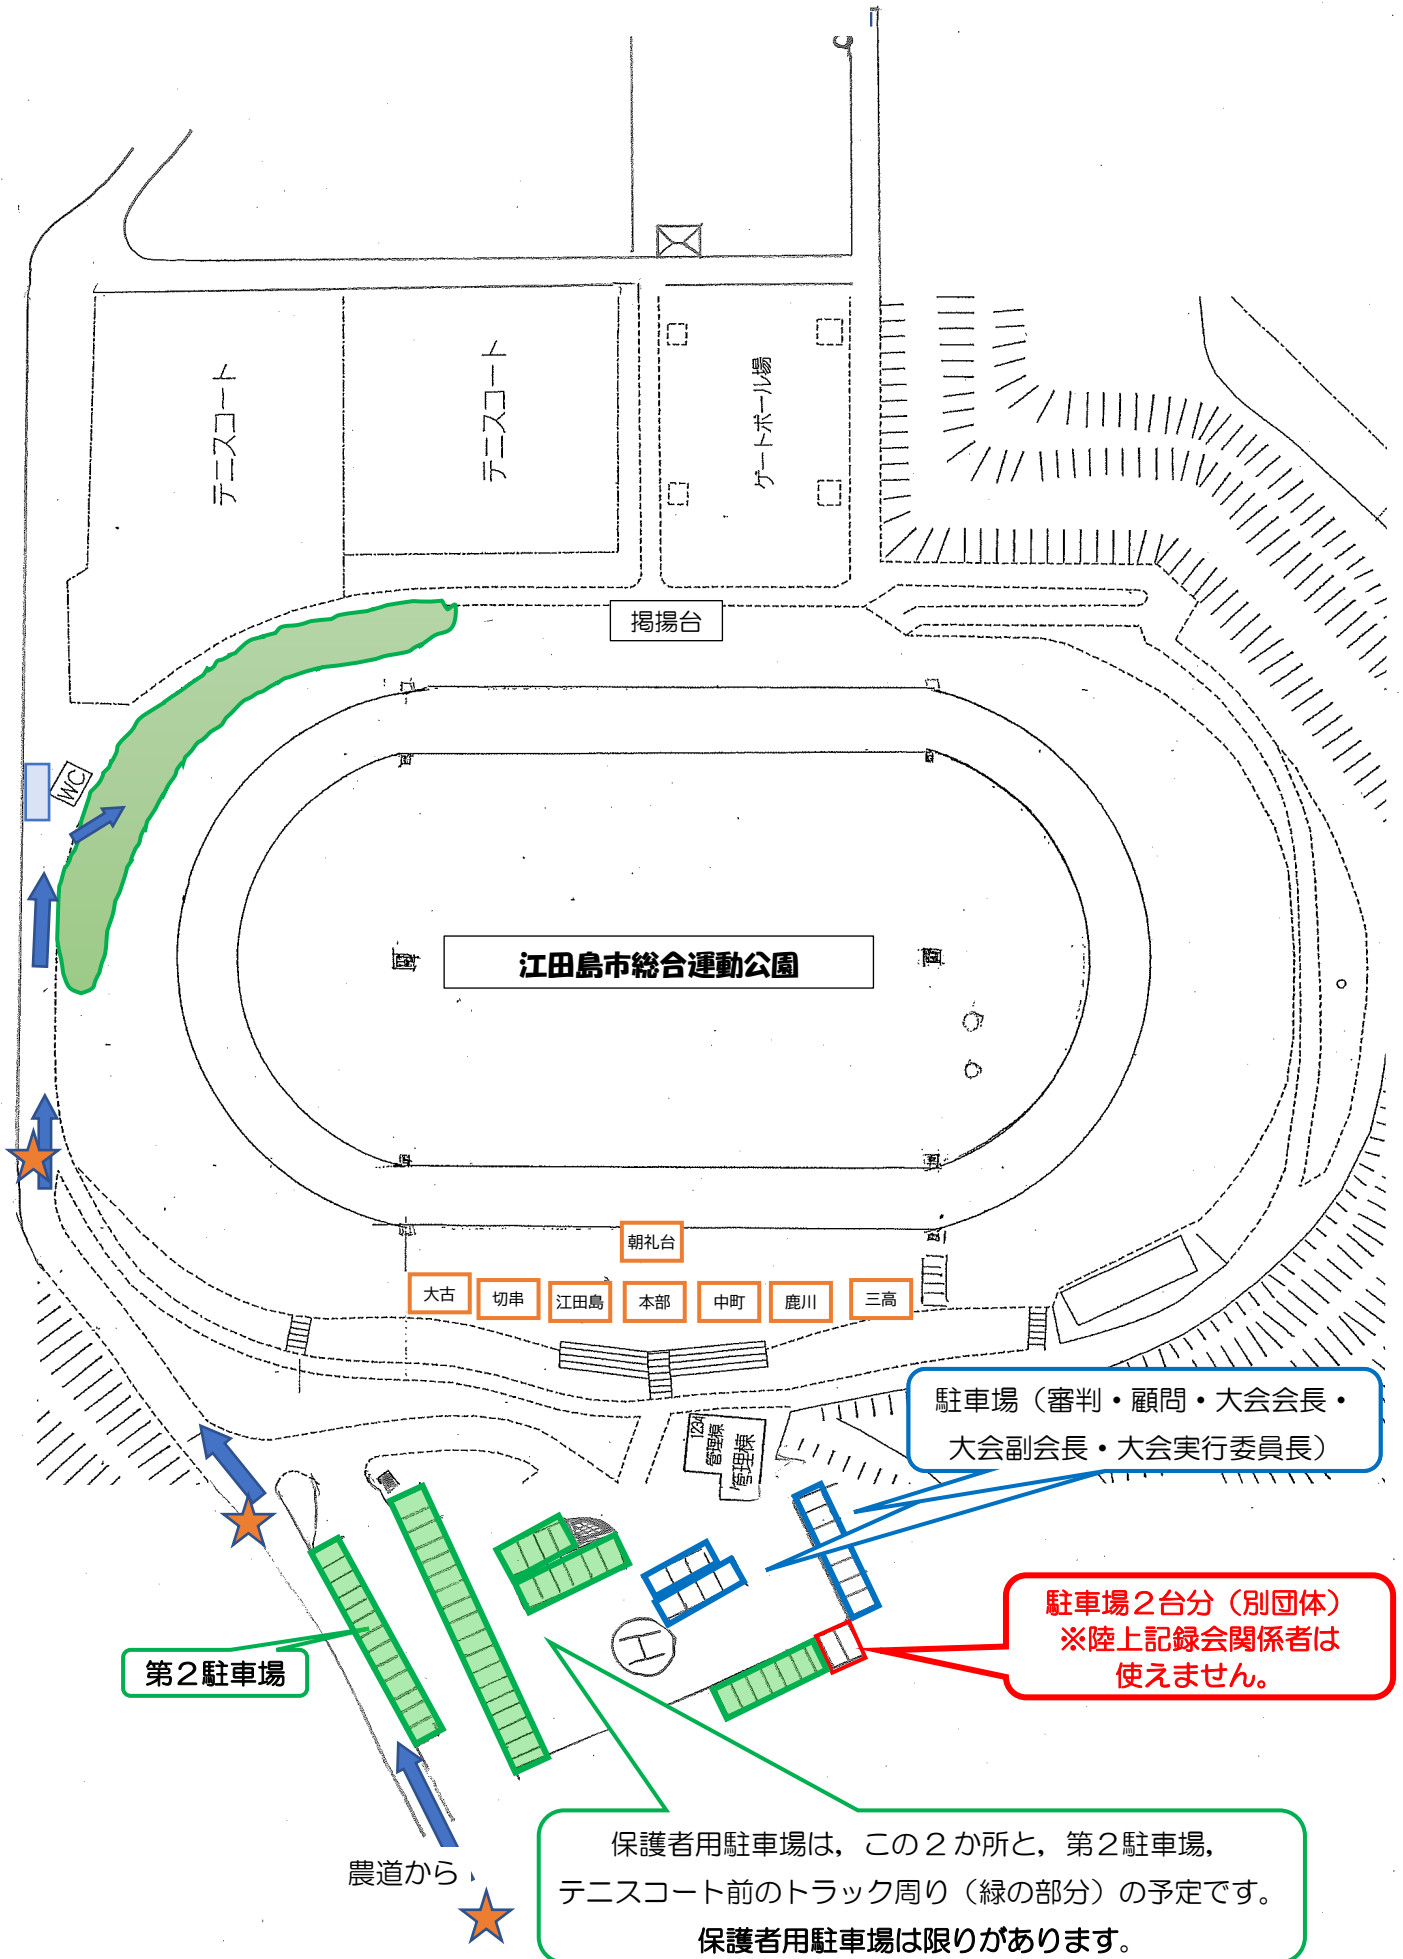 テニスコート
テニスコート
ゲートボール場
掲揚台
WC
江田島市総合運動公園
朝礼台
大古
切串
江田島
本部
中町
鹿川
三高
駐車場（審判・顧問・大会会長・
大会副会長・大会実行委員長）
1234
管理棟
管理棟
駐車場２台分（別団体）
※陸上記録会関係者は
使えません。
第２駐車場
農道から
保護者用駐車場は，この２か所と，第２駐車場，
テニスコート前のトラック周り（緑の部分）の予定です。
保護者用駐車場は限りがあります。